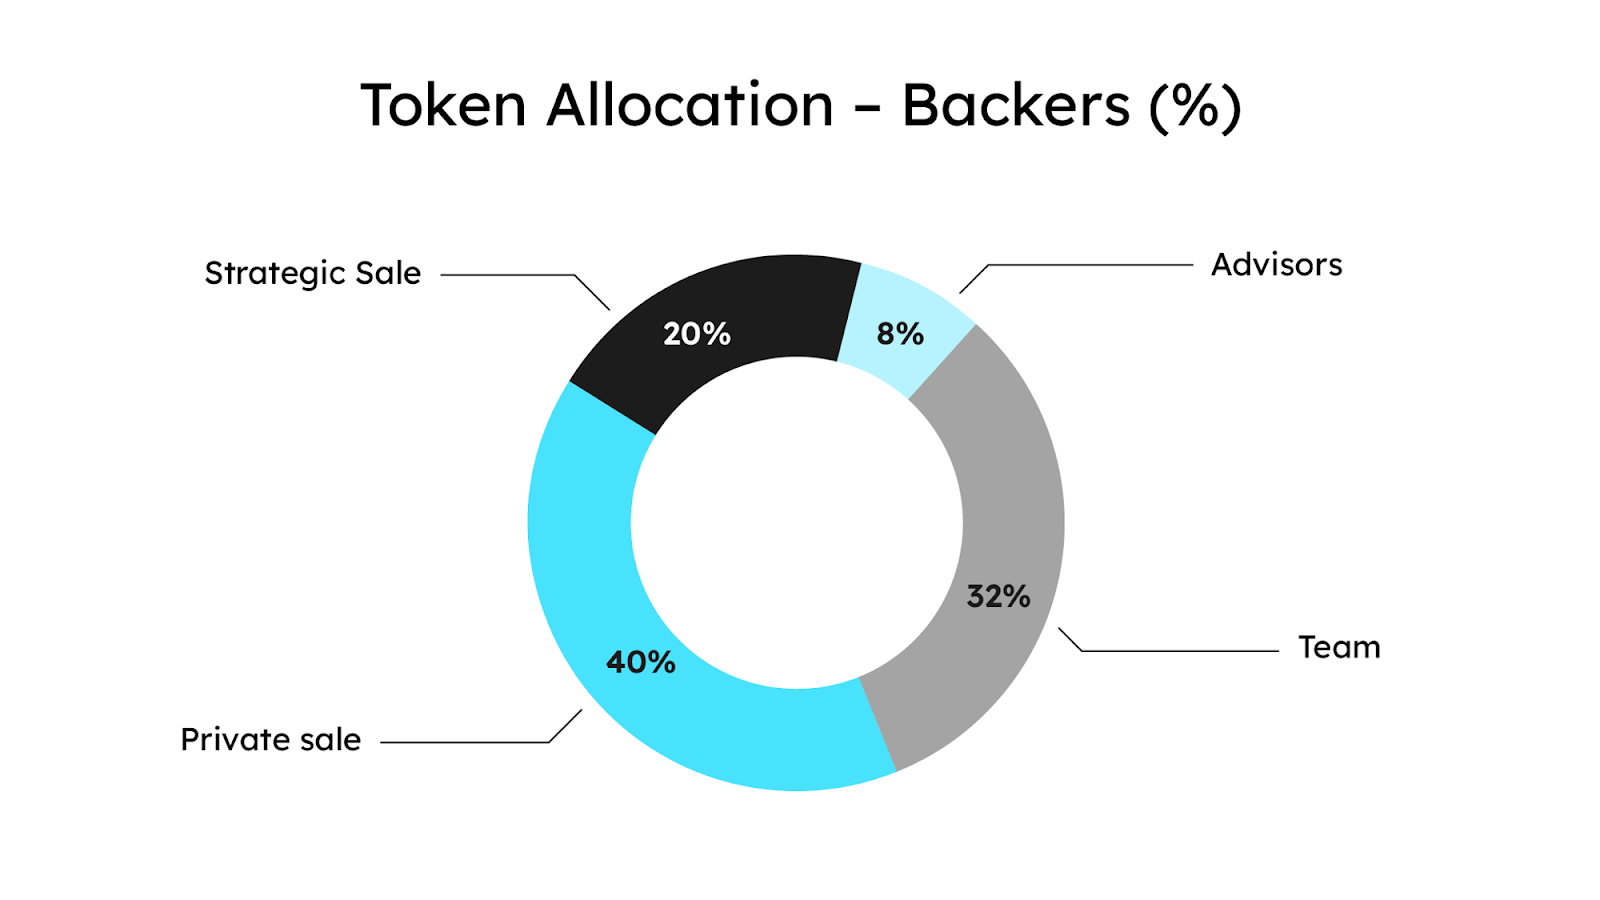 Token Allocation – Backers (%)
Strategic Sale
Advisors
20%
8%
32%
Team
40%
Private sale